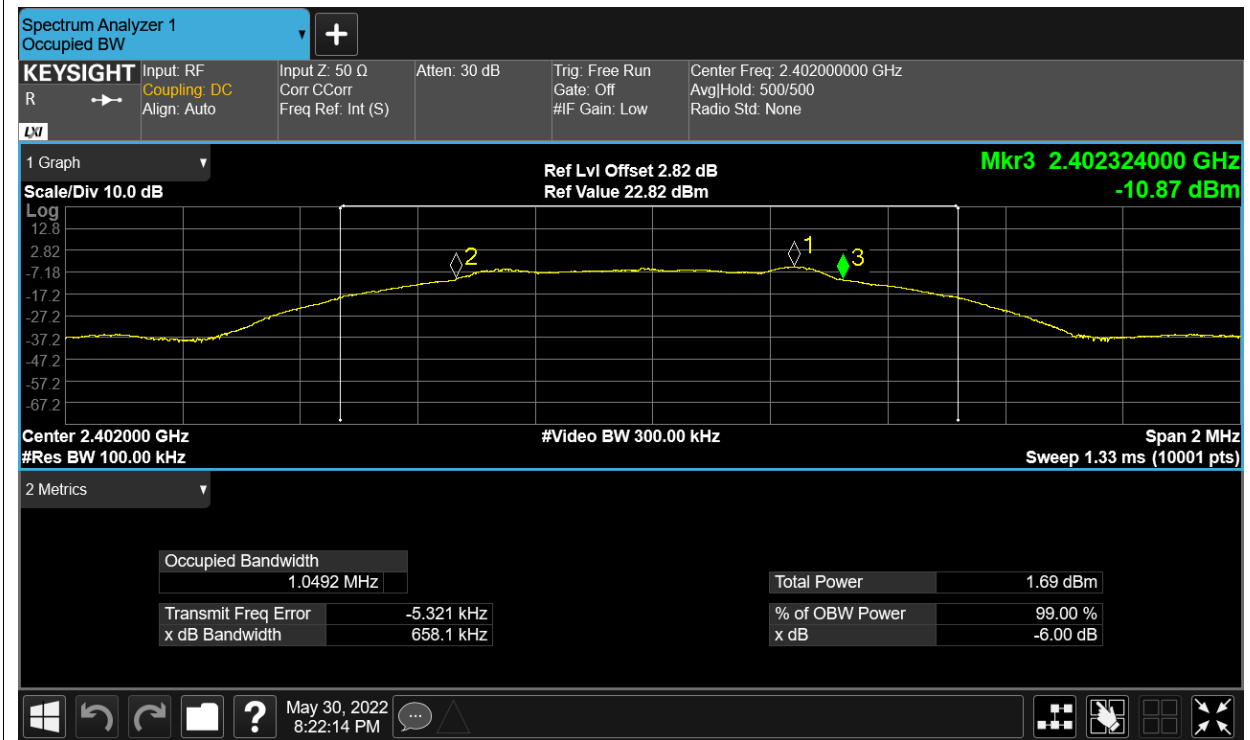 Spectrum Analyzer 1
Occupied BW
KEYSIGHT
R
LXI
Input: RF
Coupling: DC
Align: Auto
Input Z: 50 Ω
Corr CCorr
Freq Ref: Int (S)
Atten: 30 dB
Trig: Free Run
Gate: Off
#IF Gain: Low
Center Freq: 2.402000000 GHz
Avg|Hold: 500/500
Radio Std: None
1 Graph
Scale/Div 10.0 dB
Ref Lvl Offset 2.82 dB
Ref Value 22.82 dBm
Mkr3 2.402324000 GHz
-10.87 dBm
Log
12.8
2.82
-7.18
-17.2
-27.2
-37.2
-47.2
-57.2
-67.2
2
1
3
Center 2.402000 GHz
#Res BW 100.00 kHz
#Video BW 300.00 kHz
Span 2 MHz
Sweep 1.33 ms (10001 pts)
2 Metrics
Occupied Bandwidth
1.0492 MHz
Transmit Freq Error -5.321 kHz
x dB Bandwidth 658.1 kHz
Total Power 1.69 dBm
% of OBW Power 99.00 %
x dB -6.00 dB
?
May 30, 2022
8:22:14 PM